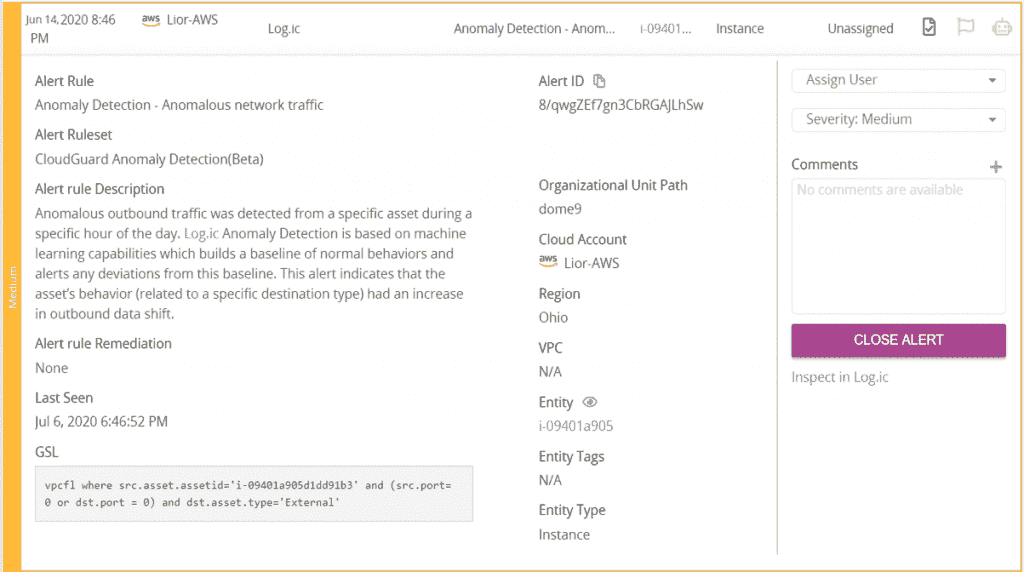 Jun 14,2020 8:46
PM
aws Lior-AWS
Log.ic
Anomaly Detection - Anom...
i-09401...
Instance
Unassigned
Medium
Alert Rule
Anomaly Detection - Anomalous network traffic
Alert Ruleset
CloudGuard Anomaly Detection(Beta)
Alert rule Description
Anomalous outbound traffic was detected from a specific asset during a
specific hour of the day. Log.ic Anomaly Detection is based on machine
learning capabilities which builds a baseline of normal behaviors and
alerts any deviations from this baseline. This alert indicates that the
asset's behavior (related to a specific destination type) had an increase
in outbound data shift.
Alert rule Remediation
None
Last Seen
Jul 6, 2020 6:46:52 PM
GSL
vpcfl where src.asset.assetid='i-09401a905d1dd91b3' and (src.port=
0 or dst.port = 0) and dst.asset.type='External'
Alert ID
8/qwgZEf7gn3CbRGAJLhSw
Organizational Unit Path
dome9
Cloud Account
aws Lior-AWS
Region
Ohio
VPC
N/A
Entity
i-09401a905
Entity Tags
N/A
Entity Type
Instance
Assign User
Severity: Medium
Comments
No comments are available
CLOSE ALERT
Inspect in Log.ic